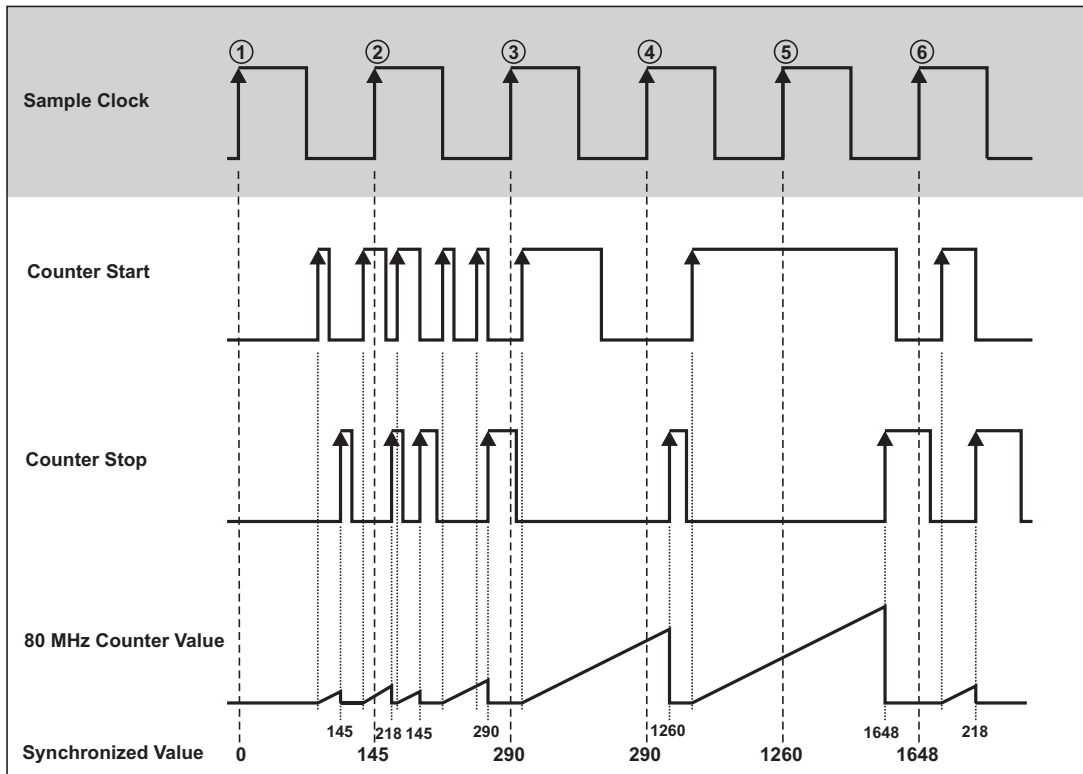 ① ② ③ ④ ⑤ ⑥
Sample Clock
Counter Start
Counter Stop
80 MHz Counter Value
145 218 145 290 1260 1648 218
Synchronized Value 0 145 290 290 1260 1648